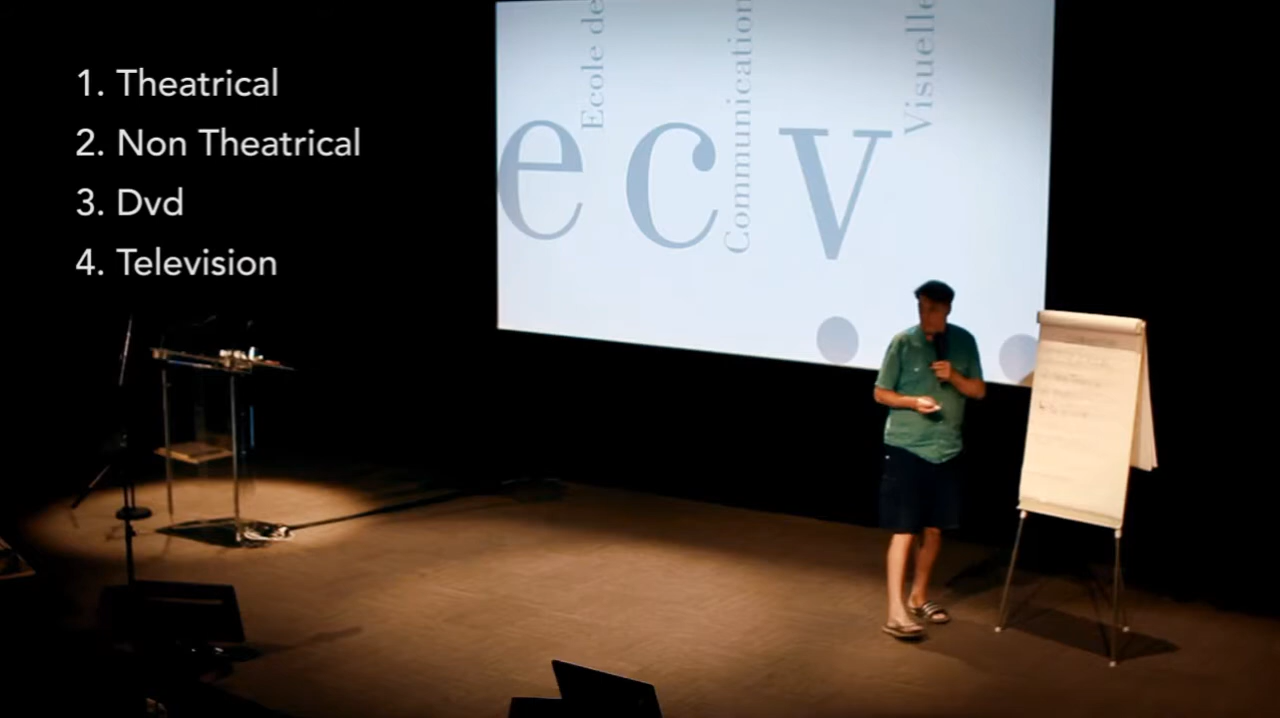 1. Theatrical
2. Non Theatrical
3. Dvd
4. Television
Ecole de
Communication
Visuelle
e c v